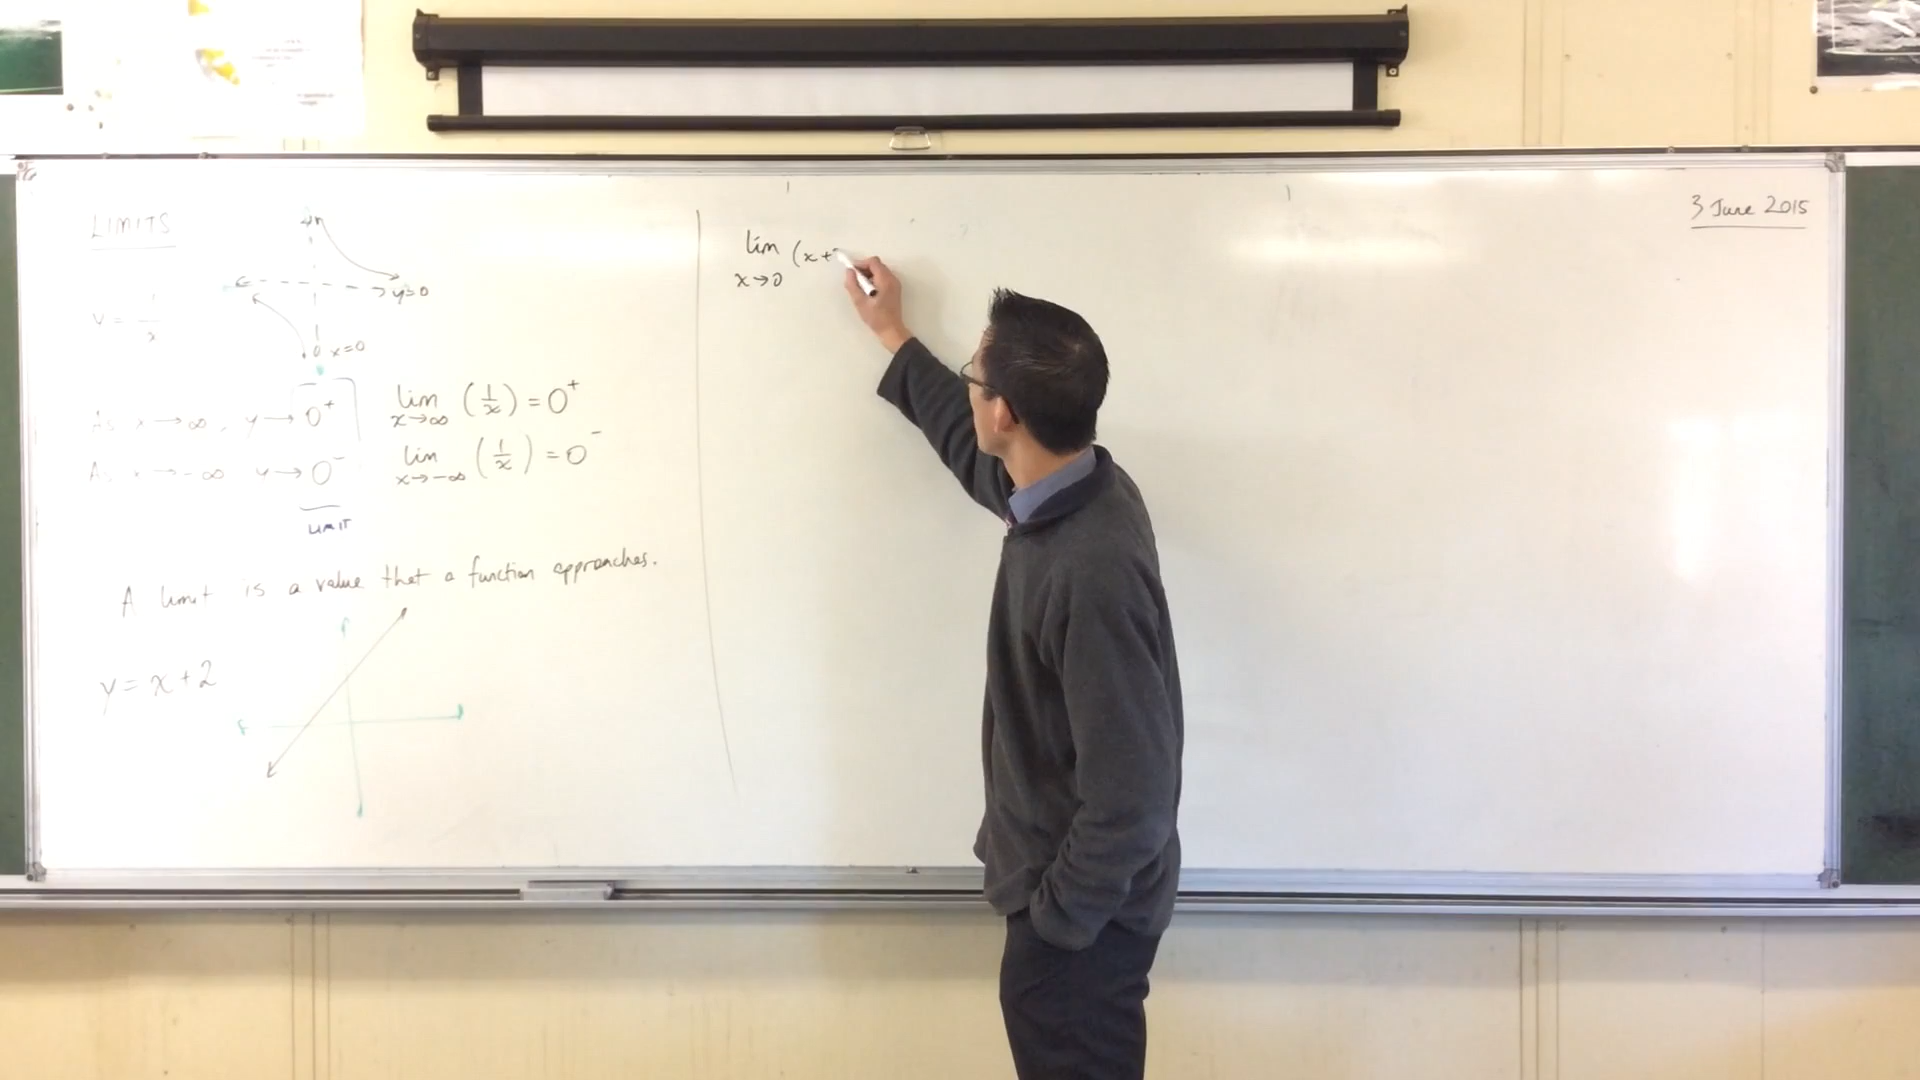 LIMITS
y=0
y = 1/x
x=0
As x→∞, y→0⁺
lim x→∞ (1/x) = 0⁺
As x→-∞ y→0⁻
lim x→-∞ (1/x) = 0⁻
LIMIT
A limit is a value that a function approaches.
y = x+2
lim x→0 (x+
3 June 2015